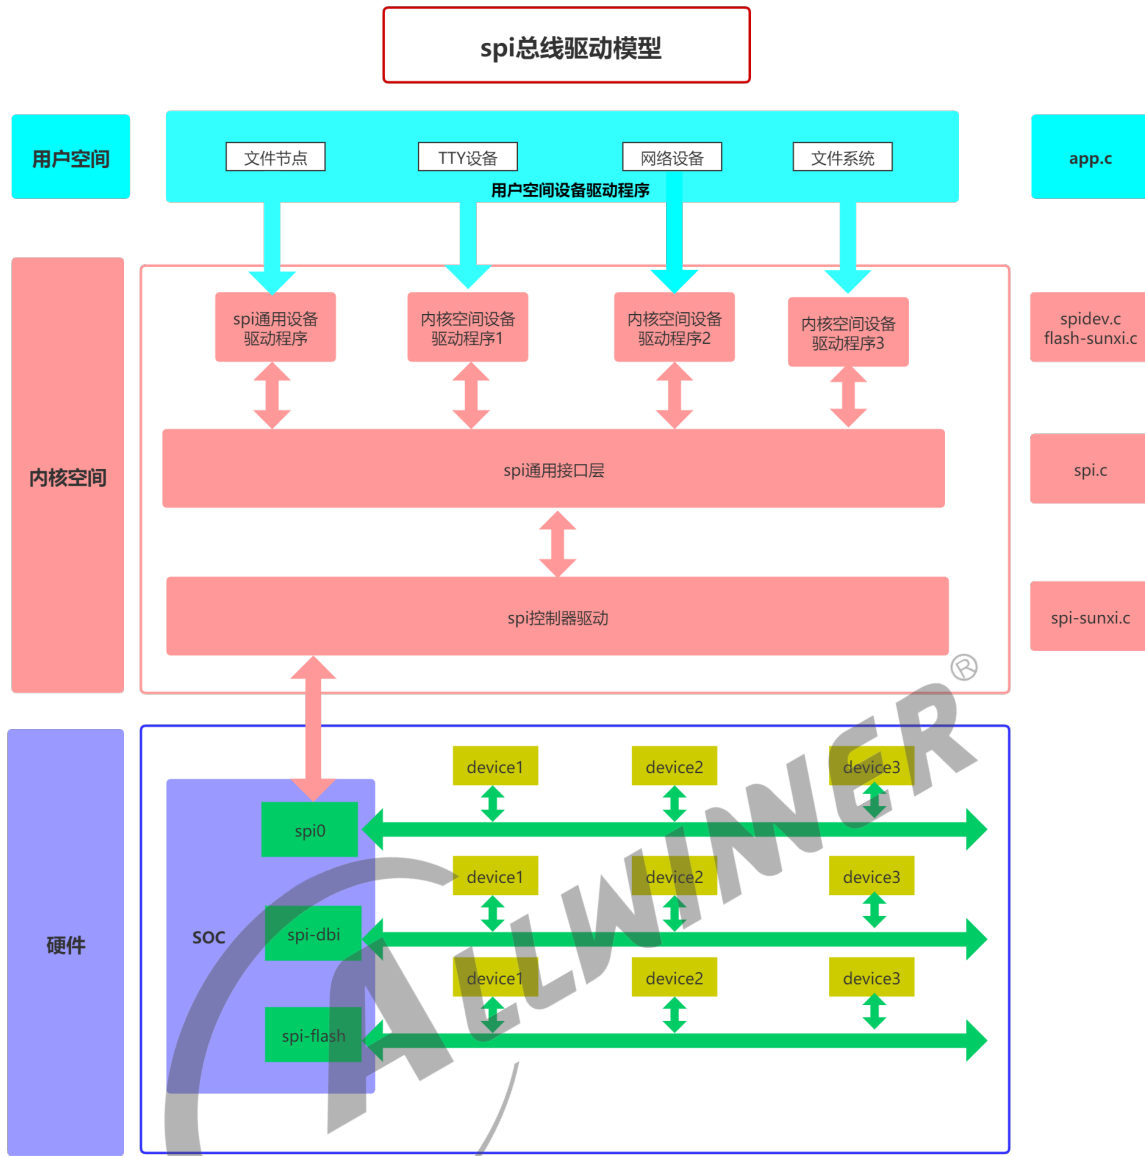 spi总线驱动模型
用户空间
文件节点
TTY设备
网络设备
文件系统
用户空间设备驱动程序
app.c
内核空间
spi通用设备
驱动程序
内核空间设备
驱动程序1
内核空间设备
驱动程序2
内核空间设备
驱动程序3
spidev.c
flash-sunxi.c
spi通用接口层
spi.c
spi控制器驱动
spi-sunxi.c
硬件
SOC
spi0
device1
device2
device3
spi-dbi
device1
device2
device3
spi-flash
device1
device2
device3
ALLWINNER®